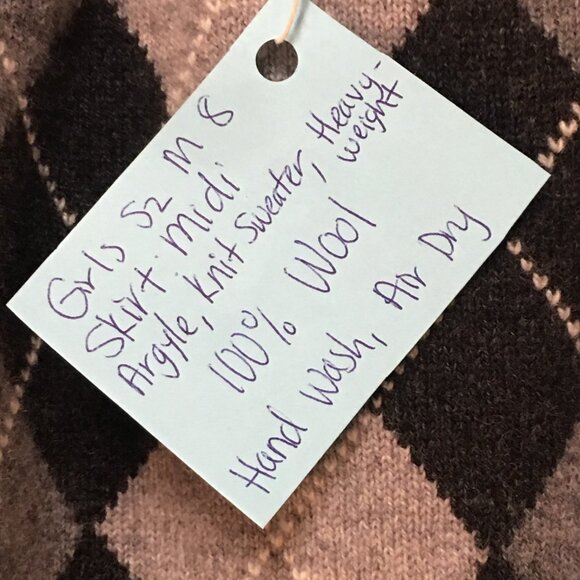 Girls Sz M 8
Skirt Midi
Argyle, Knit Sweater, Heavy-
weight
100% Wool
Hand Wash, Air Dry